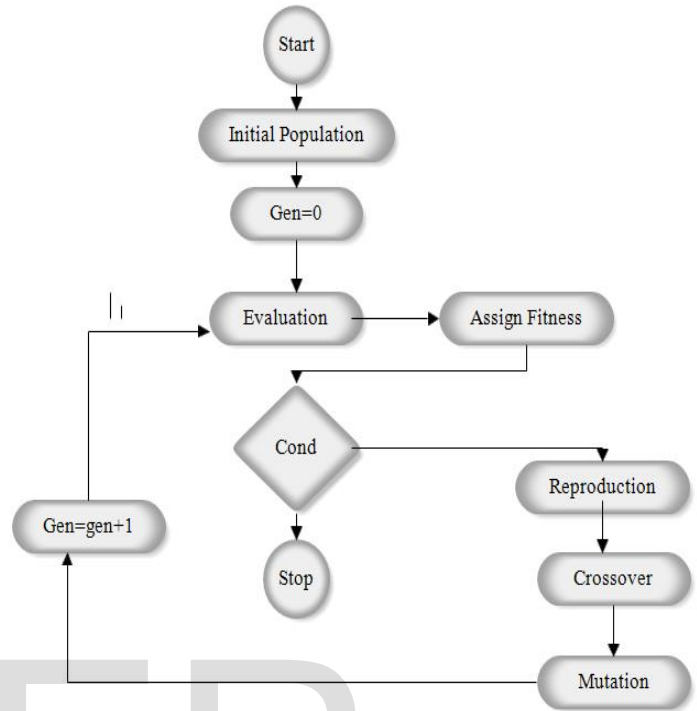 Start
Initial Population
Gen=0
Evaluation
Assign Fitness
Cond
Reproduction
Gen=gen+1
Stop
Crossover
Mutation